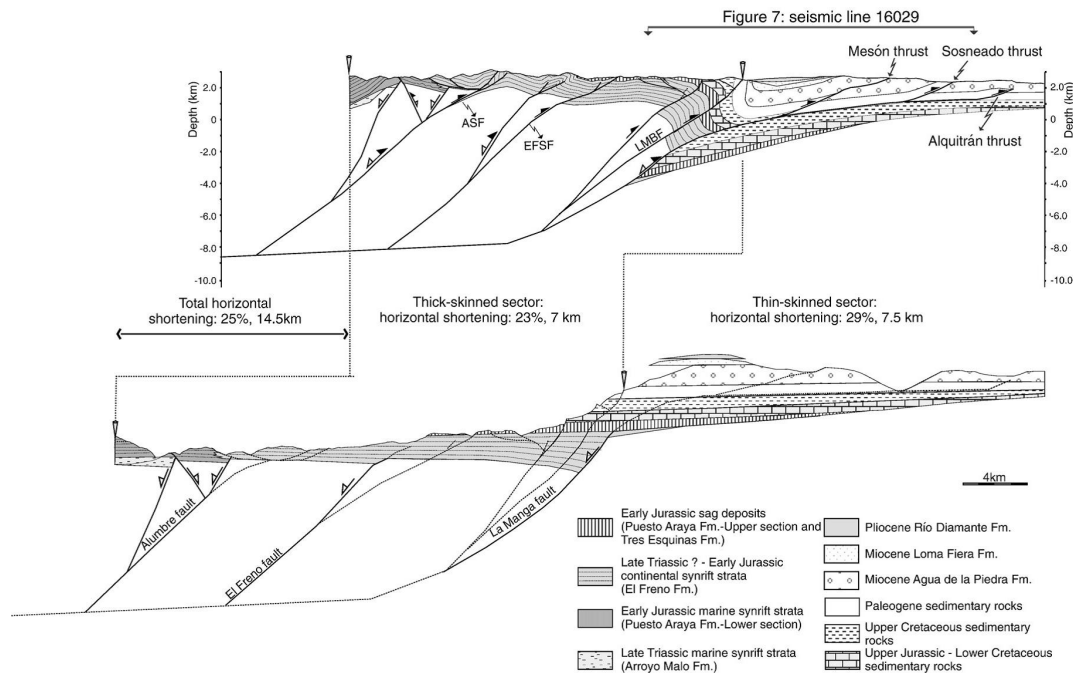 Figure 7: seismic line 16029
Mesón thrust
Sosneado thrust
Depth (km)
2.0
0
-2.0
-4.0
-6.0
-8.0
-10.0
ASF
EFSF
LMBF
Alquitrán thrust
2.0
0
-2.0
-4.0
-6.0
-8.0
-10.0
Depth (km)
Total horizontal
shortening: 25%, 14.5km
Thick-skinned sector:
horizontal shortening: 23%, 7 km
Thin-skinned sector:
horizontal shortening: 29%, 7.5 km
Alumbre fault
El Freno fault
La Manga fault
4km
Early Jurassic sag deposits
(Puesto Araya Fm.-Upper section and
Tres Esquinas Fm.)
Late Triassic ? - Early Jurassic
continental synrift strata
(El Freno Fm.)
Early Jurassic marine synrift strata
(Puesto Araya Fm.-Lower section)
Late Triassic marine synrift strata
(Arroyo Malo Fm.)
Pliocene Río Diamante Fm.
Miocene Loma Fiera Fm.
Miocene Agua de la Piedra Fm.
Paleogene sedimentary rocks
Upper Cretaceous sedimentary
rocks
Upper Jurassic - Lower Cretaceous
sedimentary rocks